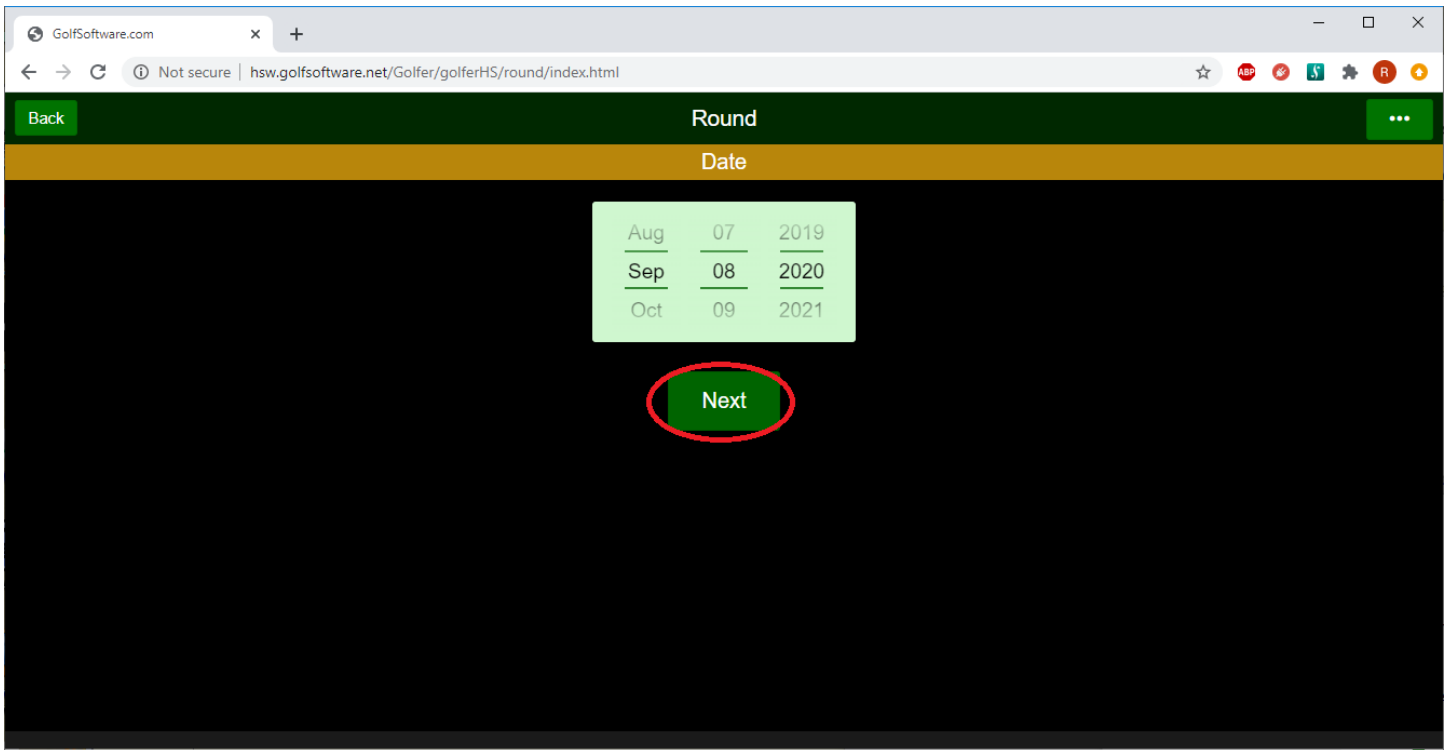 GolfSoftware.com
Not secure | hsw.golfsoftware.net/Golfer/golferHS/round/index.html
ABP
R
Back Round •••
Date
Aug 07 2019
Sep 08 2020
Oct 09 2021
Next